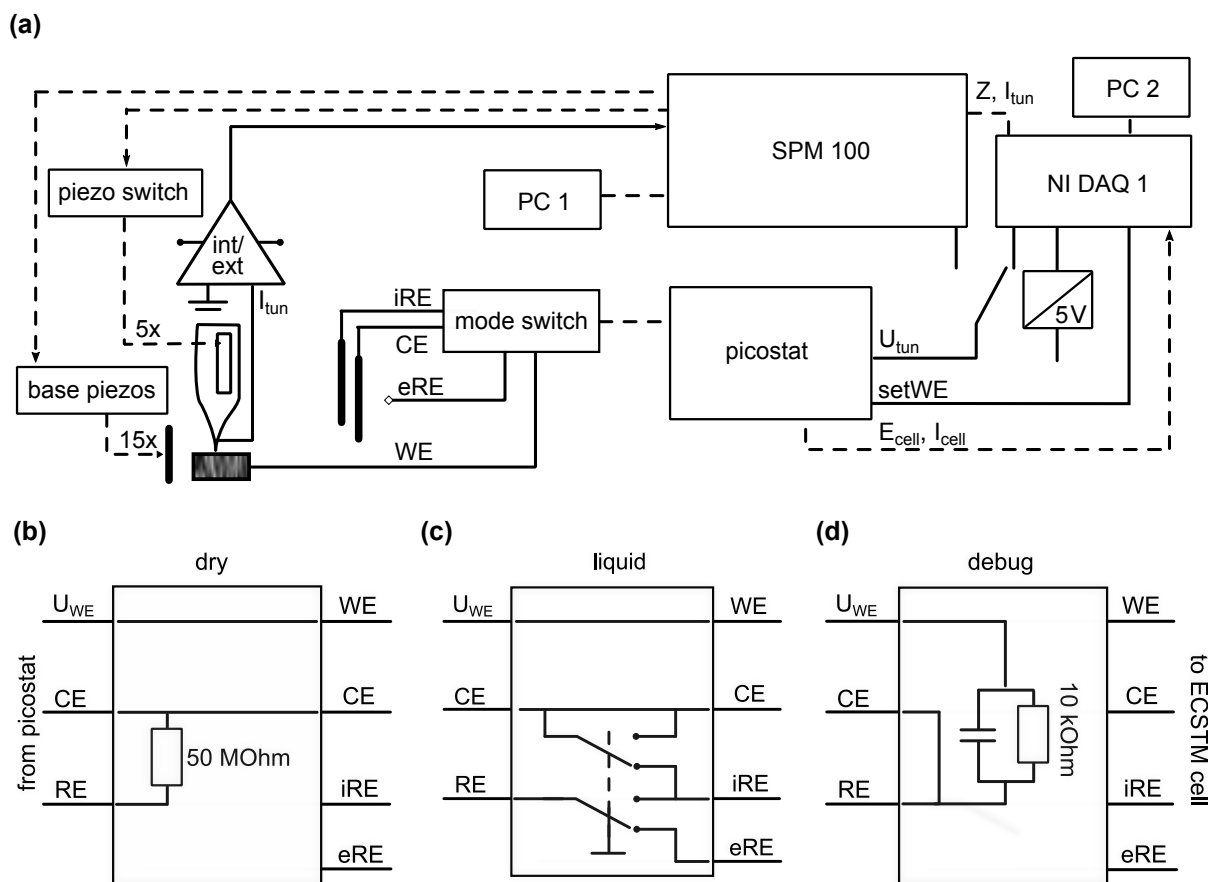 (a)
Z, I_tun
PC 2
SPM 100
NI DAQ 1
piezo switch
PC 1
int/
ext
I_tun
iRE
mode switch
CE
picostat
5V
5x
U_tun
eRE
setWE
base piezos
15x
WE
E_cell, I_cell
(b)
(c)
(d)
dry
liquid
debug
U_WE
WE
U_WE
WE
U_WE
WE
from picostat
CE
CE
CE
CE
CE
CE
to ECSTM cell
50 MOhm
10 kOhm
RE
iRE
RE
iRE
RE
iRE
eRE
eRE
eRE